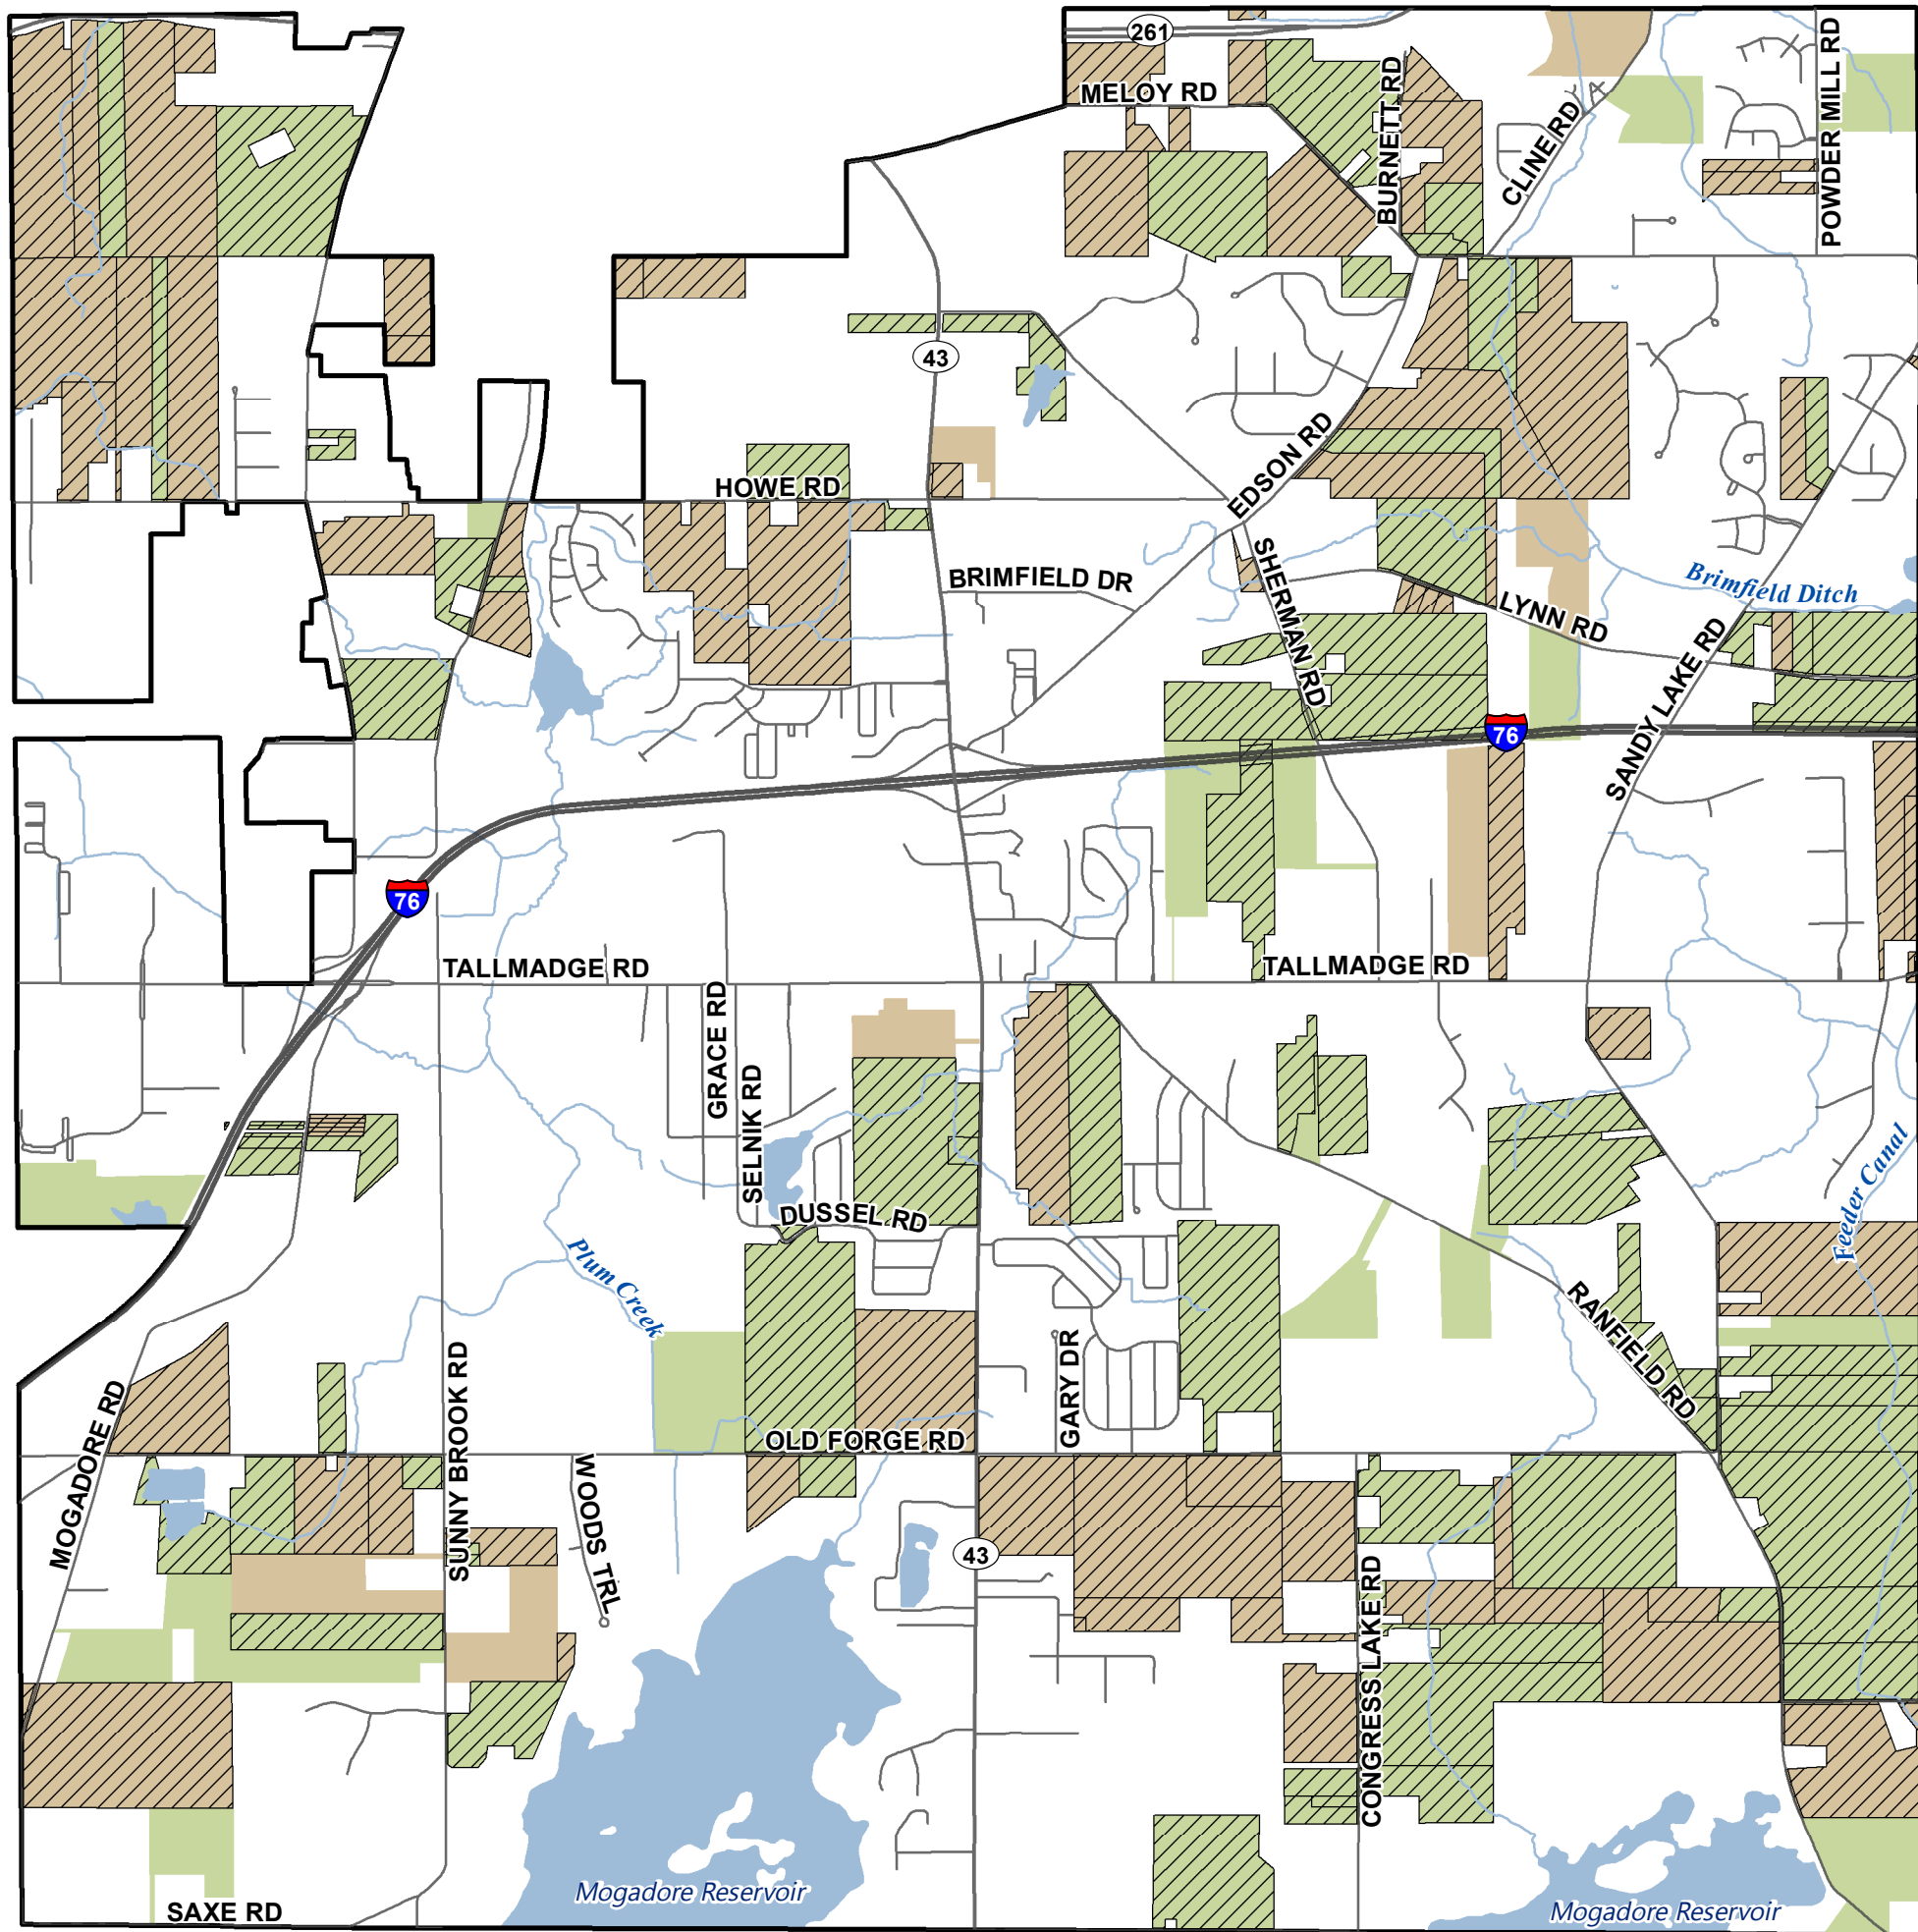 261
MELOY RD
BURNETT RD
CLINE RD
POWDER MILL RD
43
EDSON RD
HOWE RD
BRIMFIELD DR
SHERMAN RD
LYNN RD
Brimfield Ditch
SANDY LAKE RD
76
76
TALLMADGE RD
TALLMADGE RD
GRACE RD
SELNIK RD
DUSSEL RD
Plum Creek
Feeder Canal
RANFIELD RD
GARY DR
MOGADORE RD
SUNNY BROOK RD
OLD FORGE RD
WOODS TRL
43
CONGRESS LAKE RD
Mogadore Reservoir
Mogadore Reservoir
SAXE RD